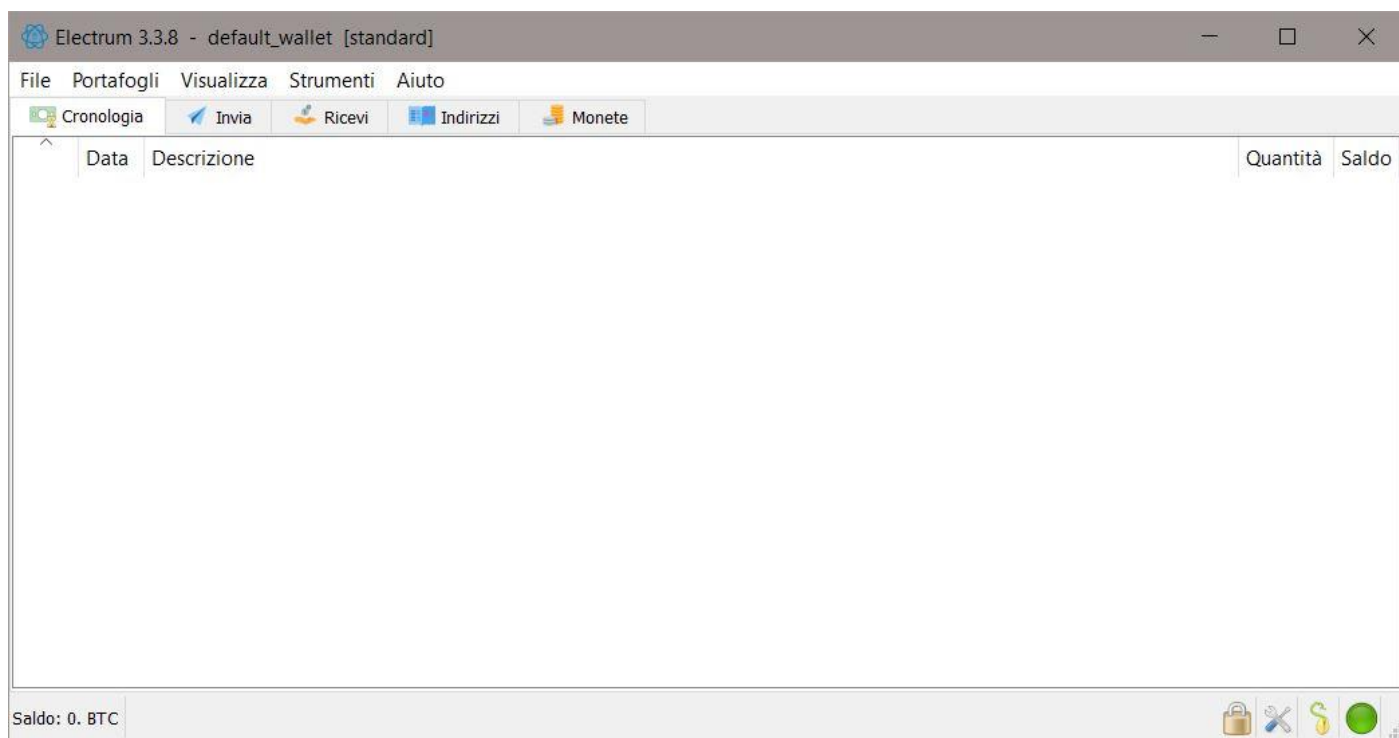 Electrum 3.3.8 - default_wallet [standard]
File Portafogli Visualizza Strumenti Aiuto
Cronologia Invia Ricevi Indirizzi Monete
Data Descrizione Quantità Saldo
Saldo: 0. BTC